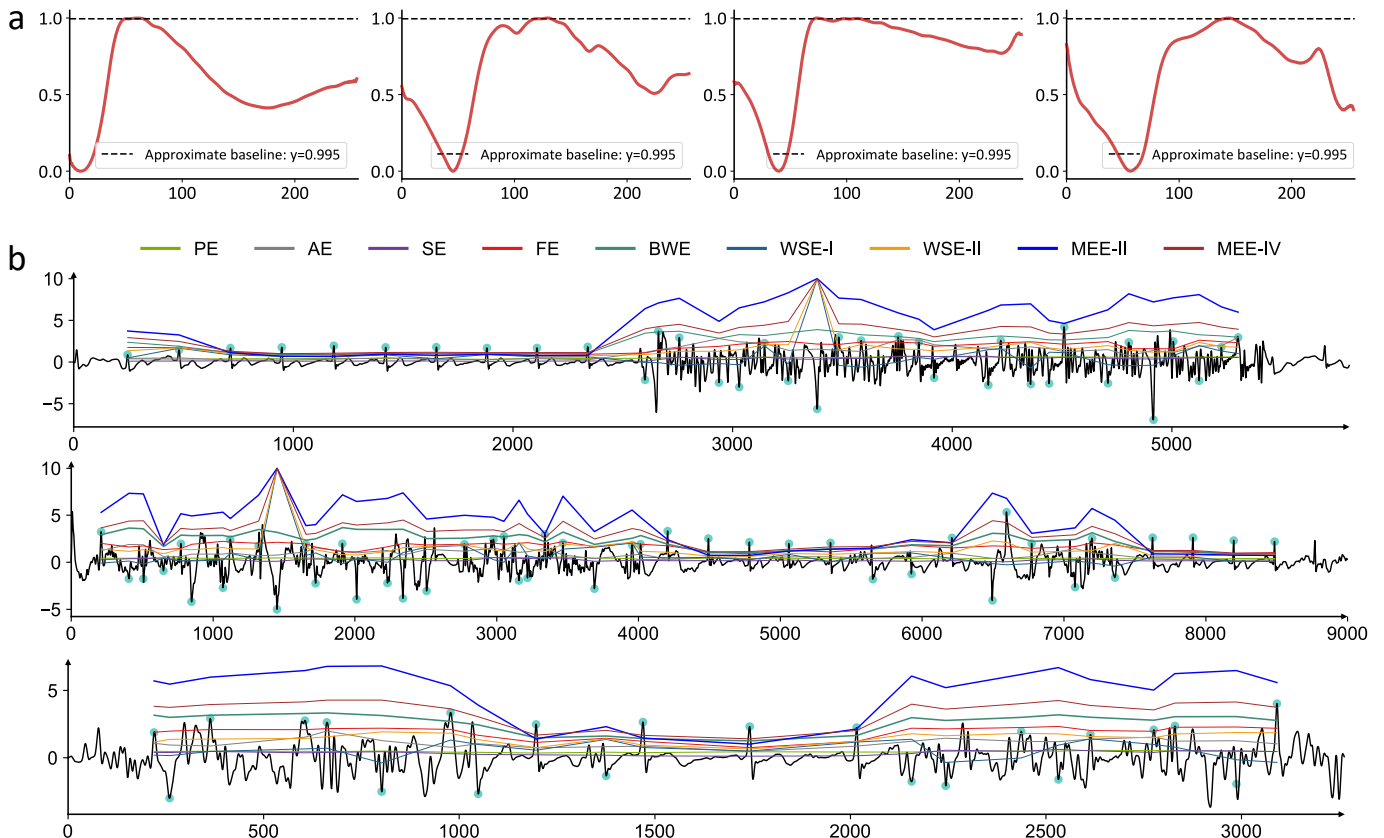 a
1.0 1.0 1.0 1.0
0.5 0.5 0.5 0.5
Approximate baseline: y=0.995 Approximate baseline: y=0.995 Approximate baseline: y=0.995 Approximate baseline: y=0.995
0.0 0.0 0.0 0.0
0 100 200 0 100 200 0 100 200 0 100 200
PE AE SE FE BWE WSE-I WSE-II MEE-II MEE-IV
b
10
5
0
−5
0 1000 2000 3000 4000 5000
10
5
0
−5
0 1000 2000 3000 4000 5000 6000 7000 8000 9000
5
0
0 500 1000 1500 2000 2500 3000